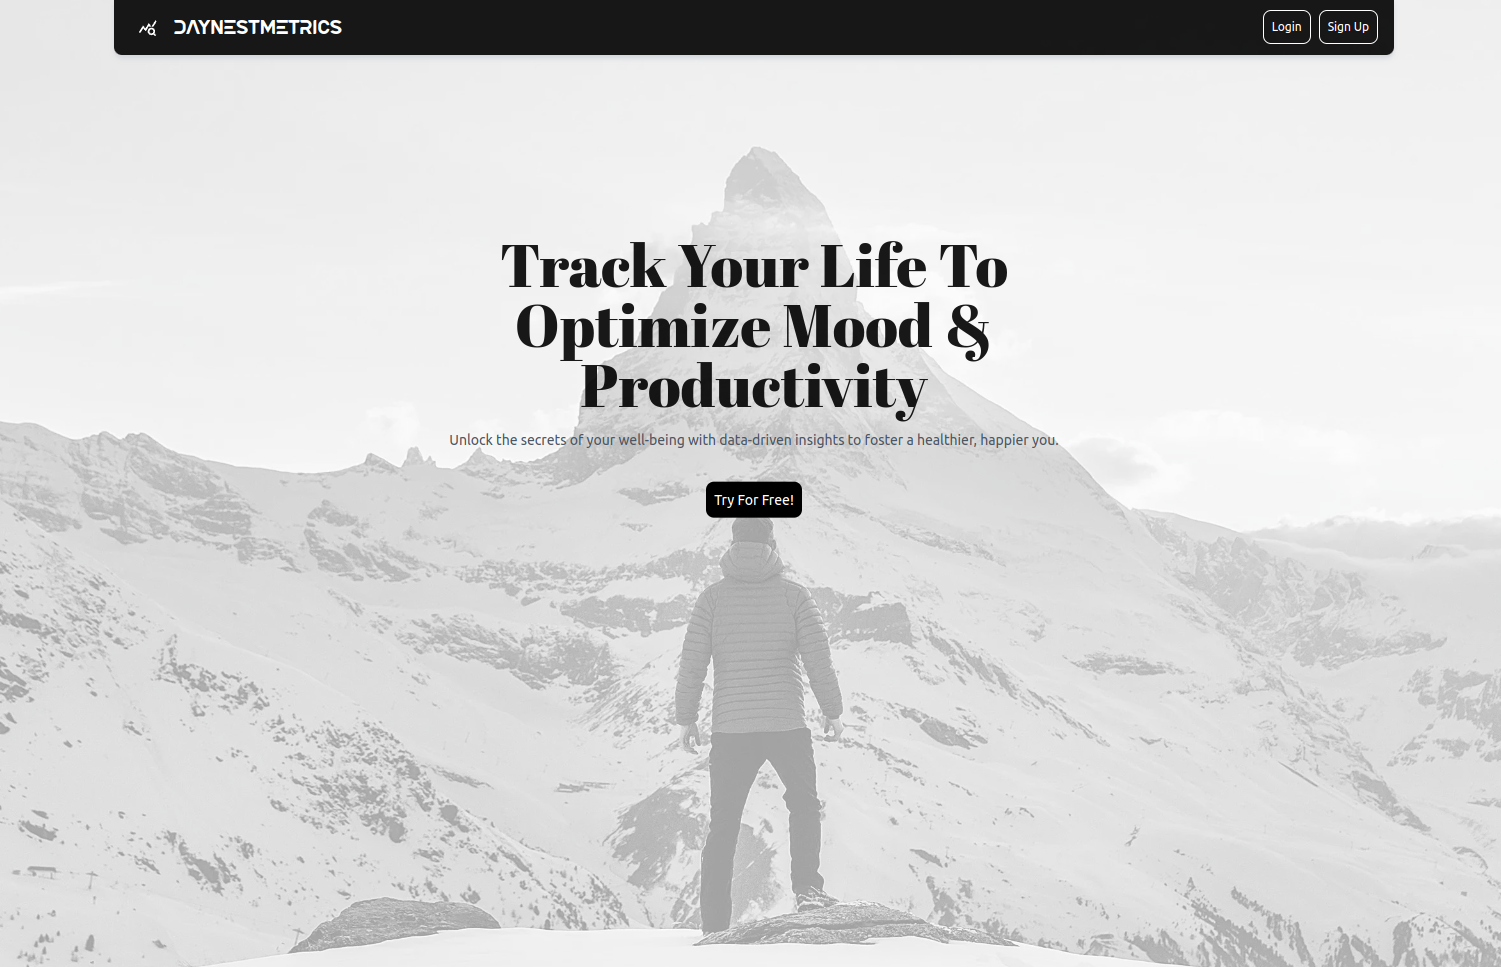 DAYNESTMETRICS
Login
Sign Up
Track Your Life To
Optimize Mood &
Productivity
Unlock the secrets of your well-being with data-driven insights to foster a healthier, happier you.
Try For Free!